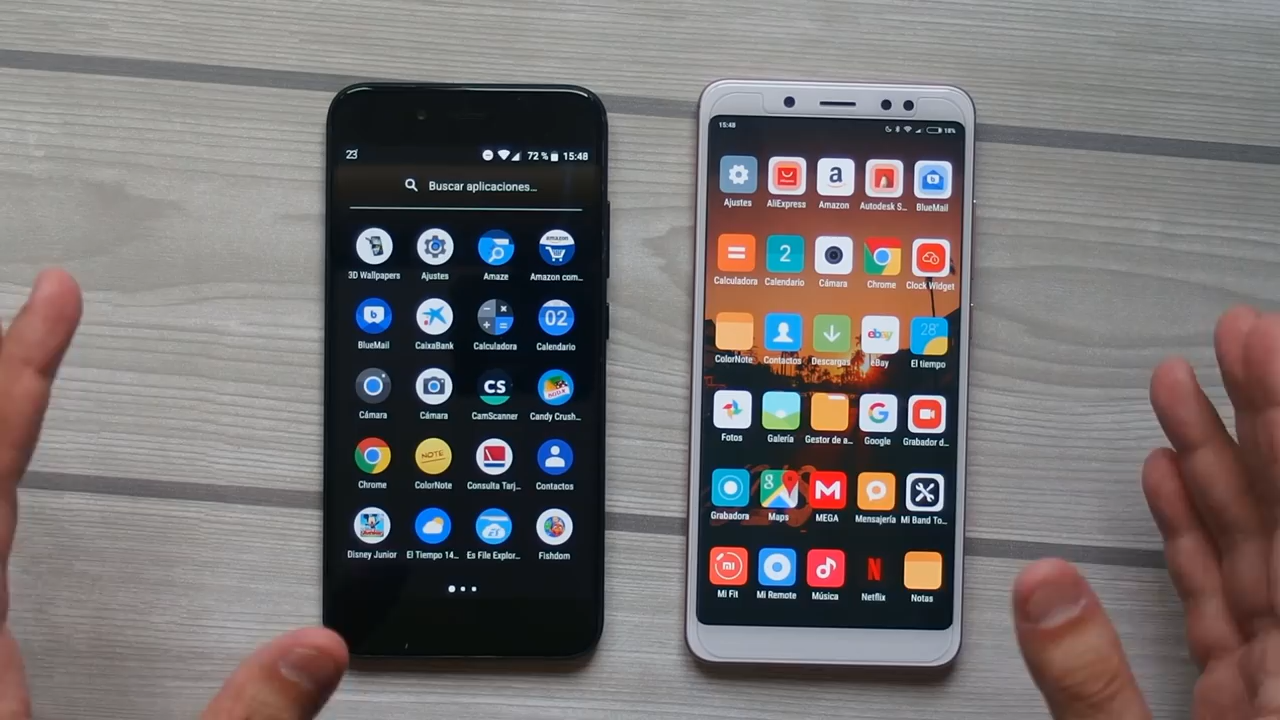 23
72 % 15:48
Buscar aplicaciones...
3D Wallpapers Ajustes Amaze Amazon com...
BlueMail CaixaBank Calculadora Calendario
02
Cámara Cámara CamScanner Candy Crush...
CS
NOTE
Chrome ColorNote Consulta Tarj... Contactos
Disney Junior El Tiempo 14... Es File Explor... Fishdom
15:48
18%
a
Ajustes AliExpress Amazon Autodesk S... BlueMail
2
Calculadora Calendario Cámara Chrome Clock Widget
ebay
28°
ColorNote Contactos Descargas eBay El tiempo
G
Fotos Galería Gestor de a... Google Grabador d...
g
M
Grabadora Maps MEGA Mensajería Mi Band To...
mi
N
Mi Fit Mi Remote Música Netflix Notas